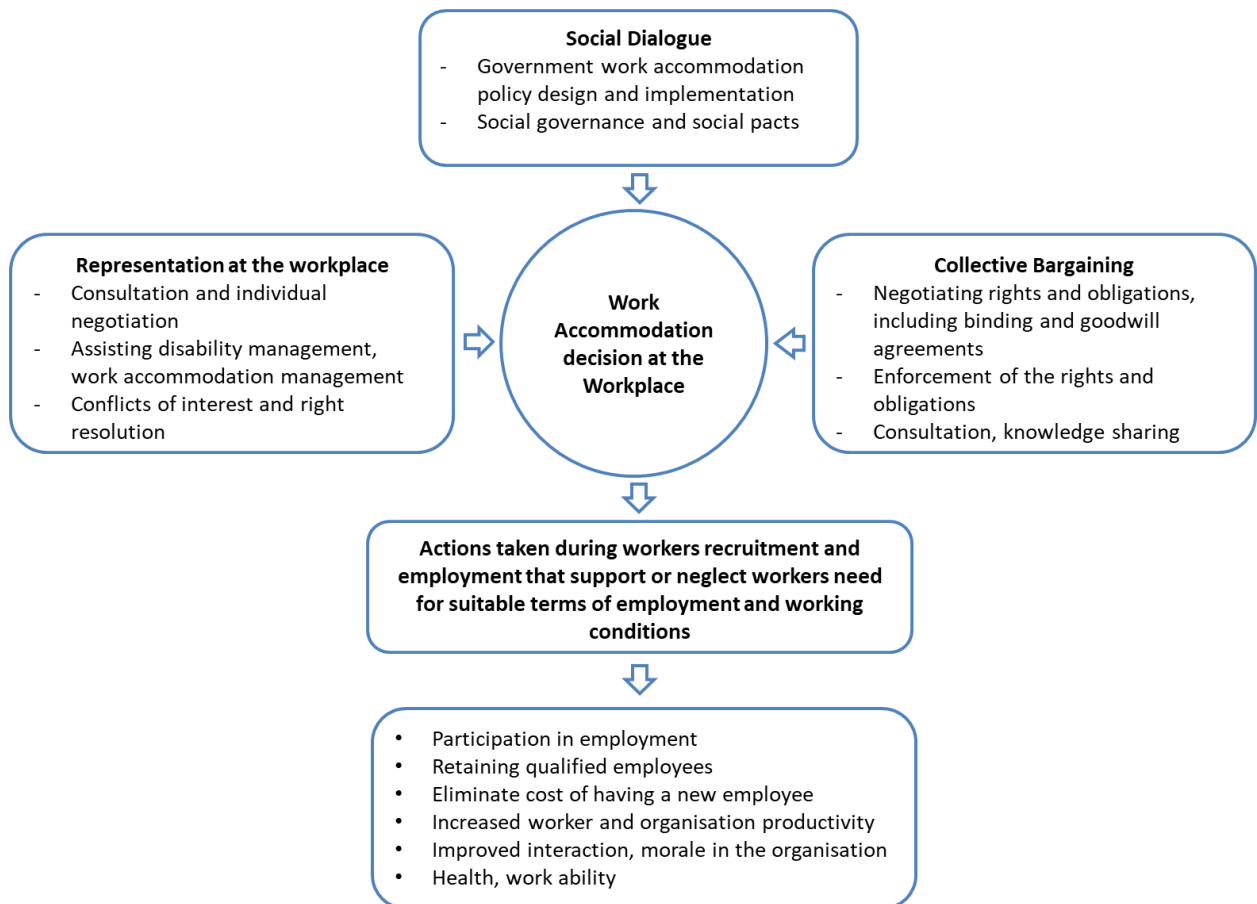 Social Dialogue
- Government work accommodation
policy design and implementation
- Social governance and social pacts
Representation at the workplace
- Consultation and individual
negotiation
- Assisting disability management,
work accommodation management
- Conflicts of interest and right
resolution
Work
Accommodation
decision at the
Workplace
Collective Bargaining
- Negotiating rights and obligations,
including binding and goodwill
agreements
- Enforcement of the rights and
obligations
- Consultation, knowledge sharing
Actions taken during workers recruitment and
employment that support or neglect workers need
for suitable terms of employment and working
conditions
• Participation in employment
• Retaining qualified employees
• Eliminate cost of having a new employee
• Increased worker and organisation productivity
• Improved interaction, morale in the organisation
• Health, work ability